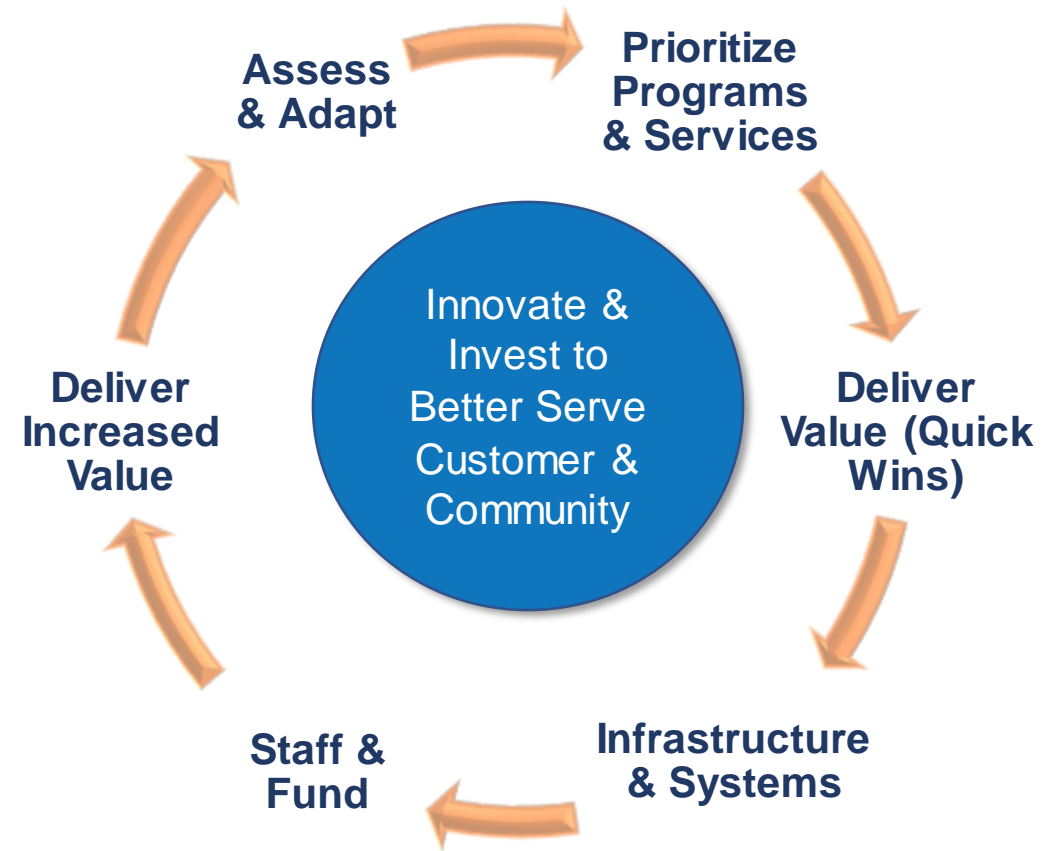 Assess
& Adapt
Prioritize
Programs
& Services
Innovate &
Invest to
Better Serve
Customer &
Community
Deliver
Value (Quick
Wins)
Infrastructure
& Systems
Staff &
Fund
Deliver
Increased
Value